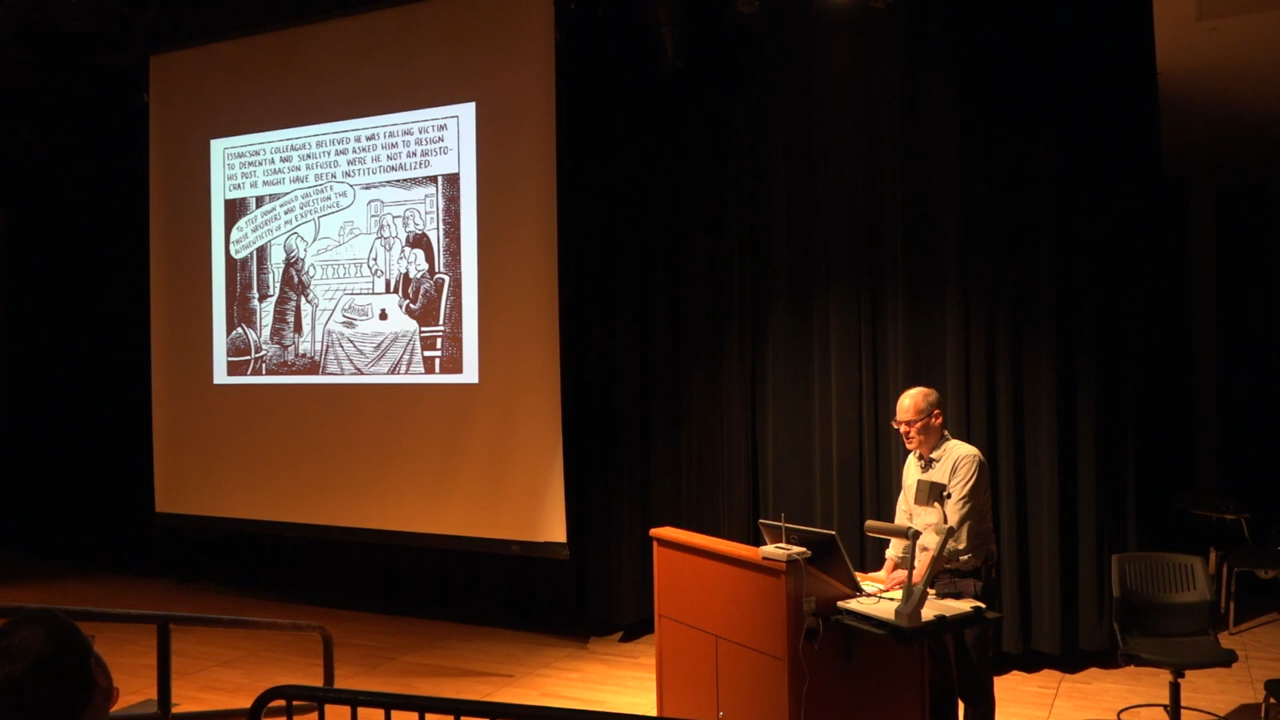 ISSAACSON'S COLLEAGUES BELIEVED HE WAS FALLING VICTIM
TO DEMENTIA AND SENILITY AND ASKED HIM TO RESIGN
HIS POST. ISSAACSON REFUSED. WERE HE NOT AN ARISTO-
CRAT HE MIGHT HAVE BEEN INSTITUTIONALIZED.
TO STEP DOWN WOULD VALIDATE
THOSE NAYSAYERS WHO QUESTION THE
AUTHENTICITY OF MY EXPERIENCE.